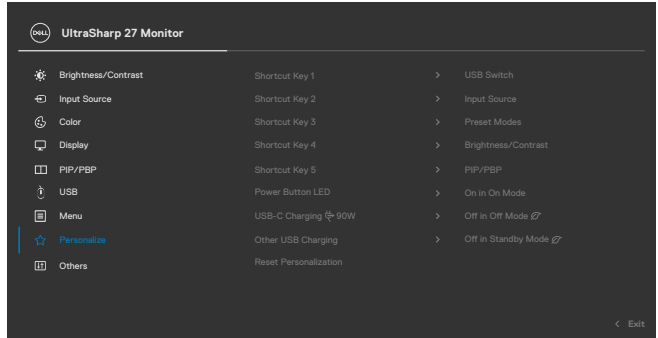 DELL UltraSharp 27 Monitor
Brightness/Contrast Shortcut Key 1 > USB Switch
Input Source Shortcut Key 2 > Input Source
Color Shortcut Key 3 > Preset Modes
Display Shortcut Key 4 > Brightness/Contrast
PIP/PBP Shortcut Key 5 > PIP/PBP
USB Power Button LED > On in On Mode
Menu USB-C Charging 90W > Off in Off Mode
Personalize Other USB Charging > Off in Standby Mode
Others Reset Personalization
< Exit